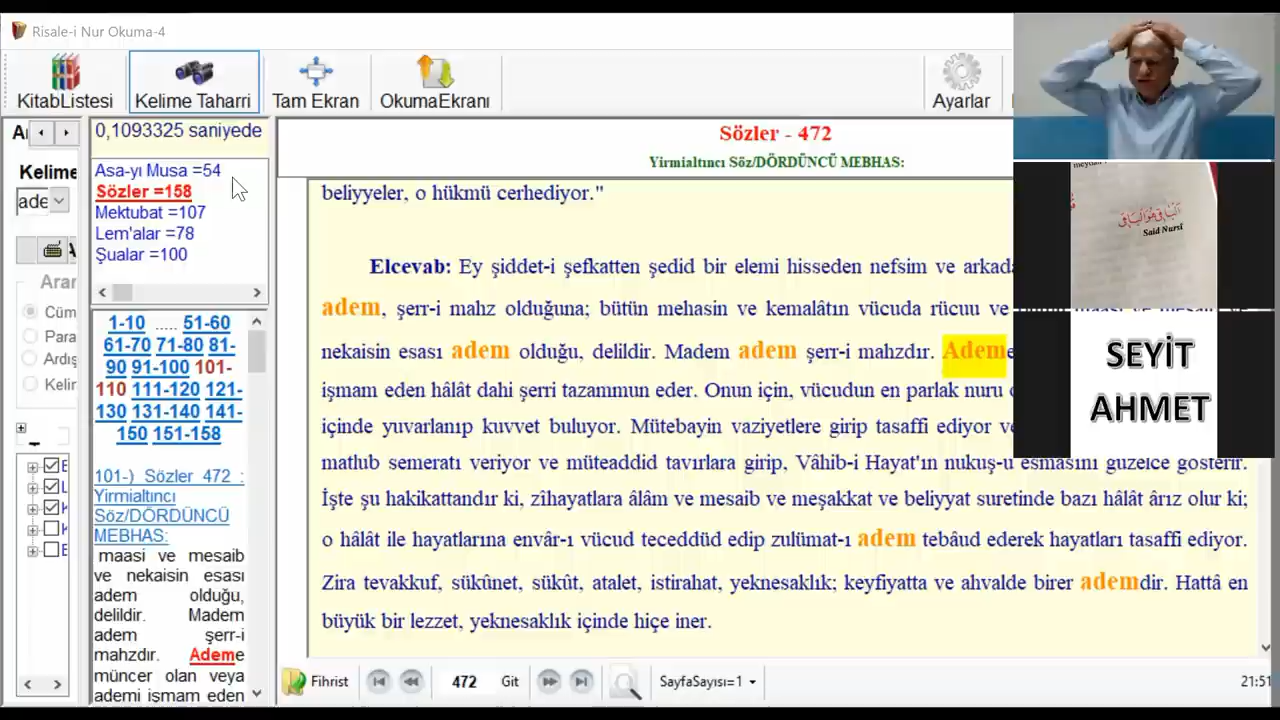 Risale-i Nur Okuma-4
KitabListesi
Kelime Taharri
Tam Ekran
OkumaEkranı
Ayarlar
Kelime
ade
Arar
Cüm
Para
Ardış
Kelin
0,1093325 saniyede
Asa-yı Musa =54
Sözler =158
Mektubat =107
Lem'alar =78
Şualar =100
1-10 ..... 51-60
61-70 71-80 81-
90 91-100 101-
110 111-120 121-
130 131-140 141-
150 151-158
101-) Sözler 472 :
Yirmialtıncı
Söz/DÖRDÜNCÜ
MEBHAS:
maasi ve mesaib
ve nekaisin esası
adem olduğu,
delildir. Madem
adem şerr-i
mahzdır. Ademe
müncer olan veya
ademi işmam eden
Sözler - 472
Yirmialtıncı Söz/DÖRDÜNCÜ MEBHAS:
beliyyeler, o hükmü cerhediyor."
Elcevab: Ey şiddet-i şefkatten şedid bir elemi hisseden nefsim ve arkada
adem, şerr-i mahz olduğuna; bütün mehasin ve kemalâtın vücuda rücuu ve
nekaisin esası adem olduğu, delildir. Madem adem şerr-i mahzdır. Ademe
işmam eden hâlât dahi şerri tazammun eder. Onun için, vücudun en parlak nuru
içinde yuvarlanıp kuvvet buluyor. Mütebayin vaziyetlere girip tasaffi ediyor ve
matlub semeratı veriyor ve müteaddid tavırlara girip, Vâhib-i Hayat'ın nukuş-u esmasını güzelce gösterir.
İşte şu hakikattandır ki, zîhayatlara âlâm ve mesaib ve meşakkat ve beliyyat suretinde bazı hâlât ârız olur ki;
o hâlât ile hayatlarına envâr-ı vücud teceddüd edip zulümat-ı adem tebâud ederek hayatları tasaffi ediyor.
Zira tevakkuf, sükûnet, sükût, atalet, istirahat, yeknesaklık; keyfiyatta ve ahvalde birer ademdir. Hattâ en
büyük bir lezzet, yeknesaklık içinde hiçe iner.
Fihrist
472
Git
SayfaSayısı=1
21:51
اَلْبَاقِى هُوَ الْبَاقِى
Said Nursî
SEYİT
AHMET